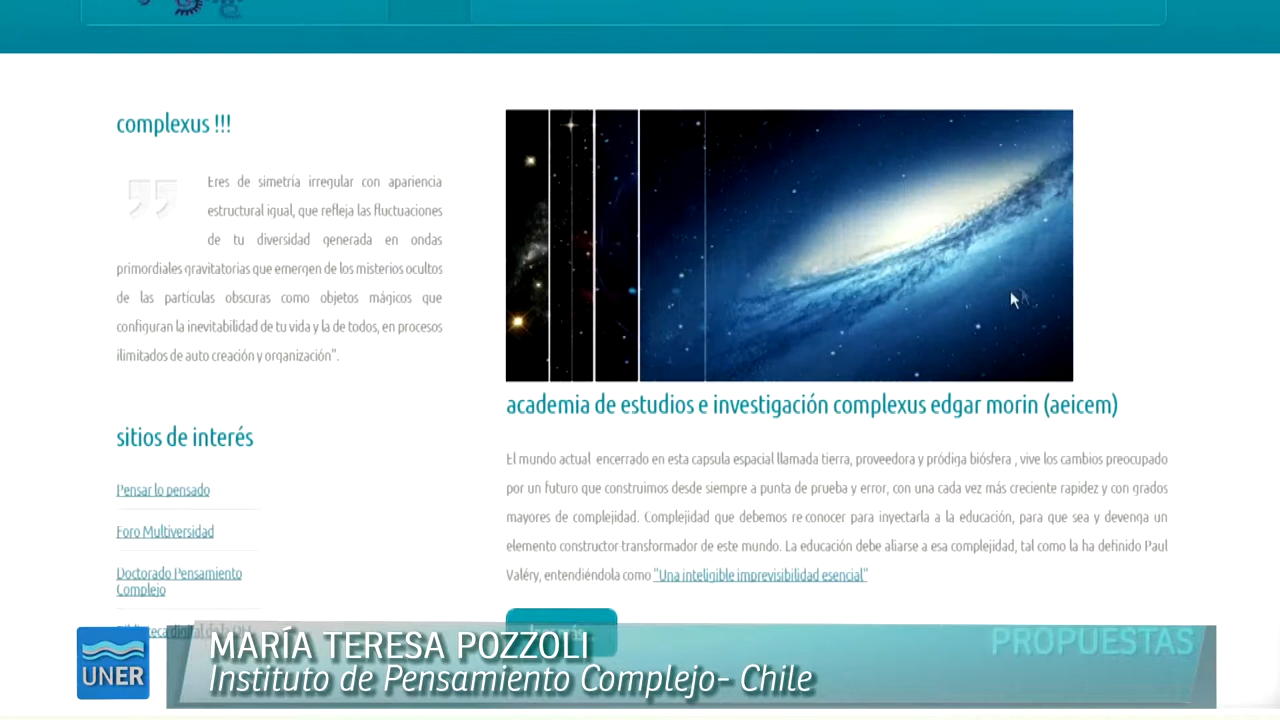 complexus !!!
Eres de simetría irregular con apariencia
estructural igual, que refleja las fluctuaciones
de tu diversidad generada en ondas
primordiales gravitatorias que emergen de los misterios ocultos
de las partículas obscuras como objetos mágicos que
configuran la inevitabilidad de tu vida y la de todos, en procesos
ilimitados de auto creación y organización".
sitios de interés
Pensar lo pensado
Foro Multiversidad
Doctorado Pensamiento
Complejo
academia de estudios e investigación complexus edgar morin (aeicem)
El mundo actual encerrado en esta capsula espacial llamada tierra, proveedora y pródiga biósfera , vive los cambios preocupado
por un futuro que construimos desde siempre a punta de prueba y error, con una cada vez más creciente rapidez y con grados
mayores de complejidad. Complejidad que debemos re conocer para inyectarla a la educación, para que sea y devenga un
elemento constructor-transformador de este mundo. La educación debe aliarse a esa complejidad, tal como la ha definido Paul
Valéry, entendiéndola como "Una inteligible imprevisibilidad esencial"
UNER
MARÍA TERESA POZZOLI
Instituto de Pensamiento Complejo- Chile
PROPUESTAS